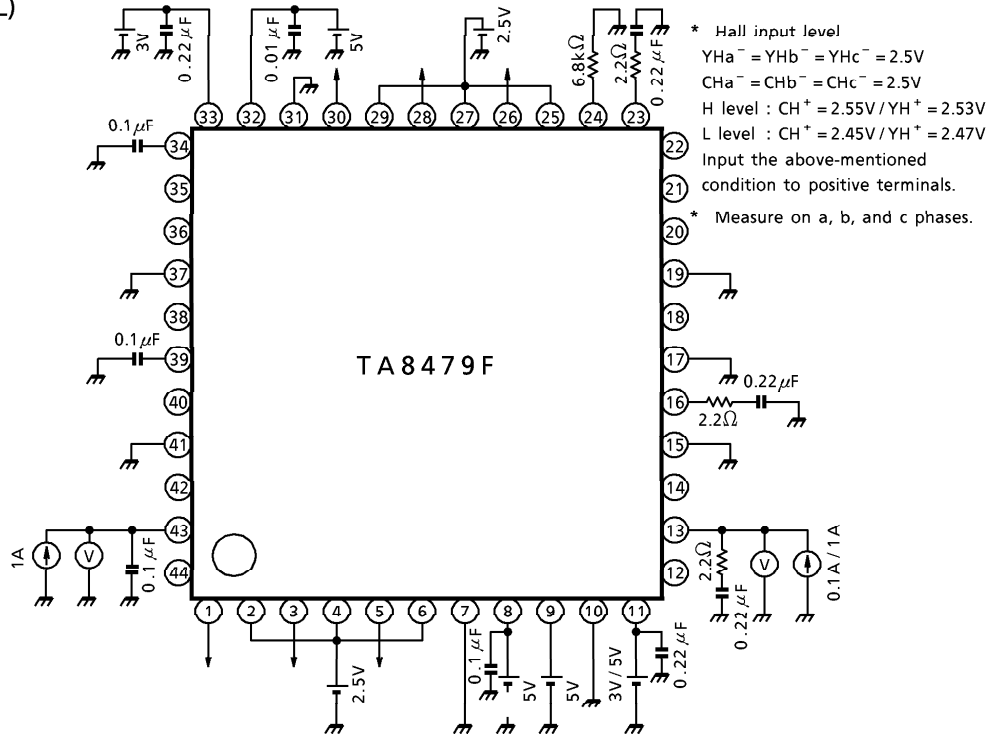 L)
3V
0.22 μF
0.01 μF
5V
2.5V
6.8kΩ
2.2Ω
0.22 μF
* Hall input level
YHa⁻ = YHb⁻ = YHc⁻ = 2.5V
CHa⁻ = CHb⁻ = CHc⁻ = 2.5V
H level : CH⁺ = 2.55V / YH⁺ = 2.53V
L level : CH⁺ = 2.45V / YH⁺ = 2.47V
Input the above-mentioned
condition to positive terminals.
* Measure on a, b, and c phases.
33 32 31 30 29 28 27 26 25 24 23
0.1 μF
34
35
36
37
38
0.1 μF
39
40
41
42
43
44
1A
V
0.1 μF
TA8479F
22
21
20
19
18
17
0.22 μF
16
2.2Ω
15
14
13
12
2.2Ω
0.22 μF
V
0.1A / 1A
1 2 3 4 5 6 7 8 9 10 11
2.5V
0.1 μF
5V
5V
3V / 5V
0.22 μF